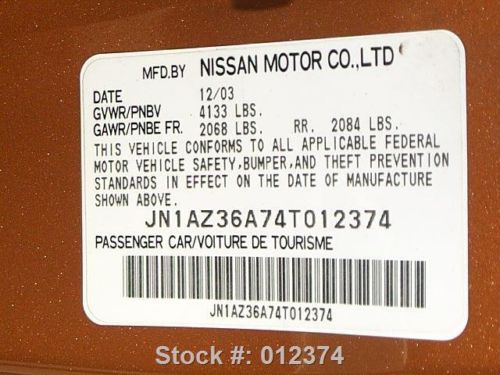 MFD.BY NISSAN MOTOR CO.,LTD
DATE 12/03
GVWR/PNBV 4133 LBS.
GAWR/PNBE FR. 2068 LBS. RR. 2084 LBS.
THIS VEHICLE CONFORMS TO ALL APPLICABLE FEDERAL
MOTOR VEHICLE SAFETY,BUMPER,AND THEFT PREVENTION
STANDARDS IN EFFECT ON THE DATE OF MANUFACTURE
SHOWN ABOVE.
JN1AZ36A74T012374
PASSENGER CAR/VOITURE DE TOURISME
JN1AZ36A74T012374
Stock #: 012374